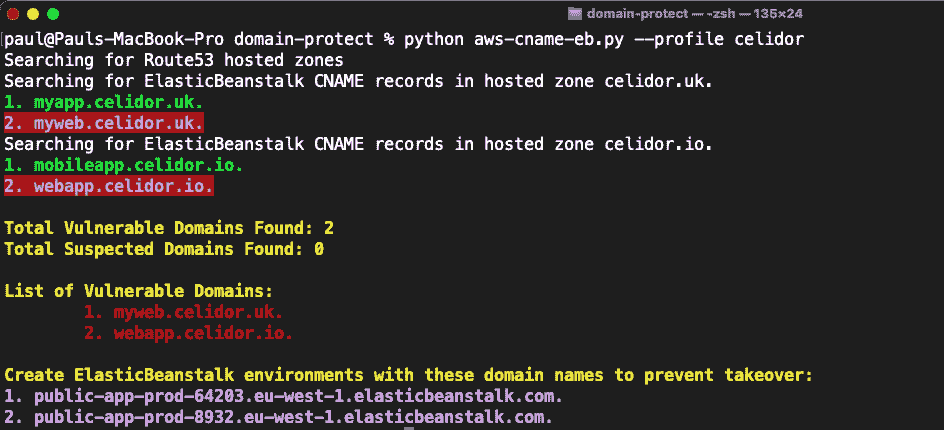 domain-protect — -zsh — 135×24
paul@Pauls-MacBook-Pro domain-protect % python aws-cname-eb.py --profile celidor
Searching for Route53 hosted zones
Searching for ElasticBeanstalk CNAME records in hosted zone celidor.uk.
1. myapp.celidor.uk.
2. myweb.celidor.uk.
Searching for ElasticBeanstalk CNAME records in hosted zone celidor.io.
1. mobileapp.celidor.io.
2. webapp.celidor.io.
Total Vulnerable Domains Found: 2
Total Suspected Domains Found: 0
List of Vulnerable Domains:
1. myweb.celidor.uk.
2. webapp.celidor.io.
Create ElasticBeanstalk environments with these domain names to prevent takeover:
1. public-app-prod-64203.eu-west-1.elasticbeanstalk.com.
2. public-app-prod-8932.eu-west-1.elasticbeanstalk.com.